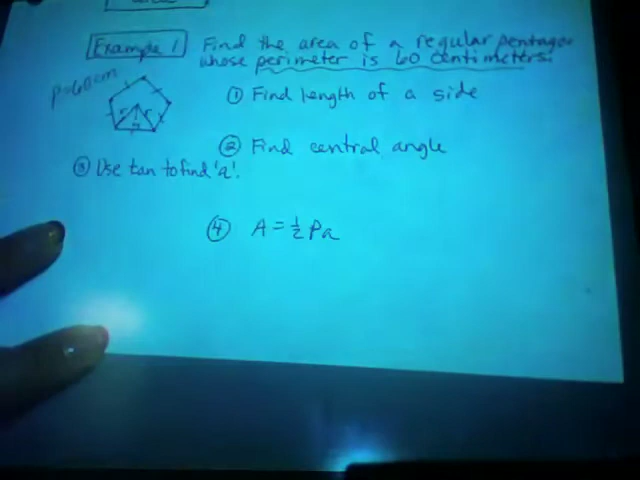 Example 1 Find the area of a regular pentagon
whose perimeter is 60 centimeters.
P=60cm
① Find length of a side
r r
a
② Find central angle
③ Use tan to find 'a'.
④ A = 1/2 Pa